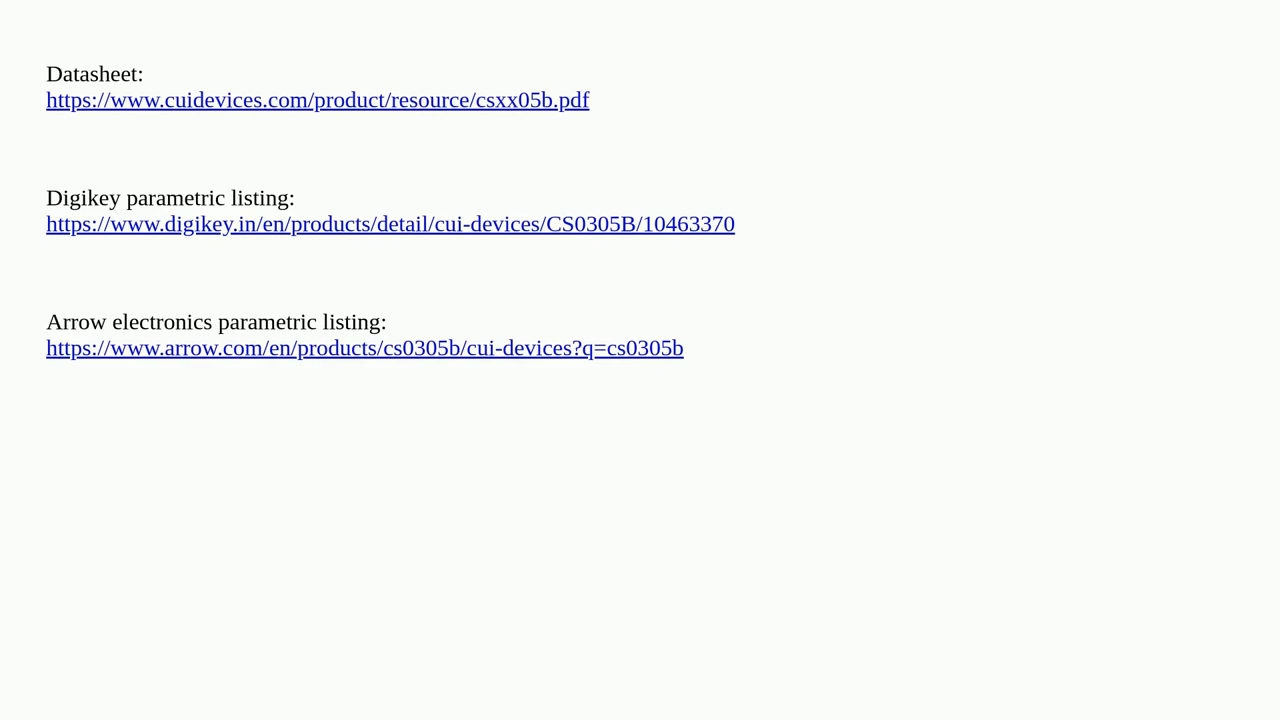 Datasheet:
https://www.cuidevices.com/product/resource/csxx05b.pdf
Digikey parametric listing:
https://www.digikey.in/en/products/detail/cui-devices/CS0305B/10463370
Arrow electronics parametric listing:
https://www.arrow.com/en/products/cs0305b/cui-devices?q=cs0305b